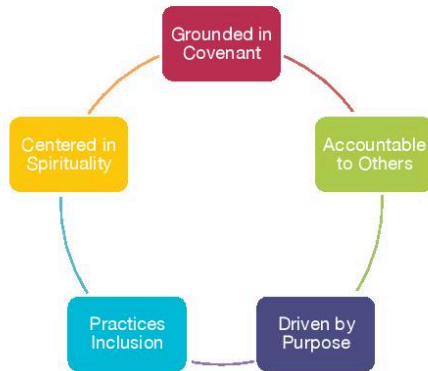 Grounded in
Covenant
Accountable
to Others
Driven by
Purpose
Practices
Inclusion
Centered in
Spirituality